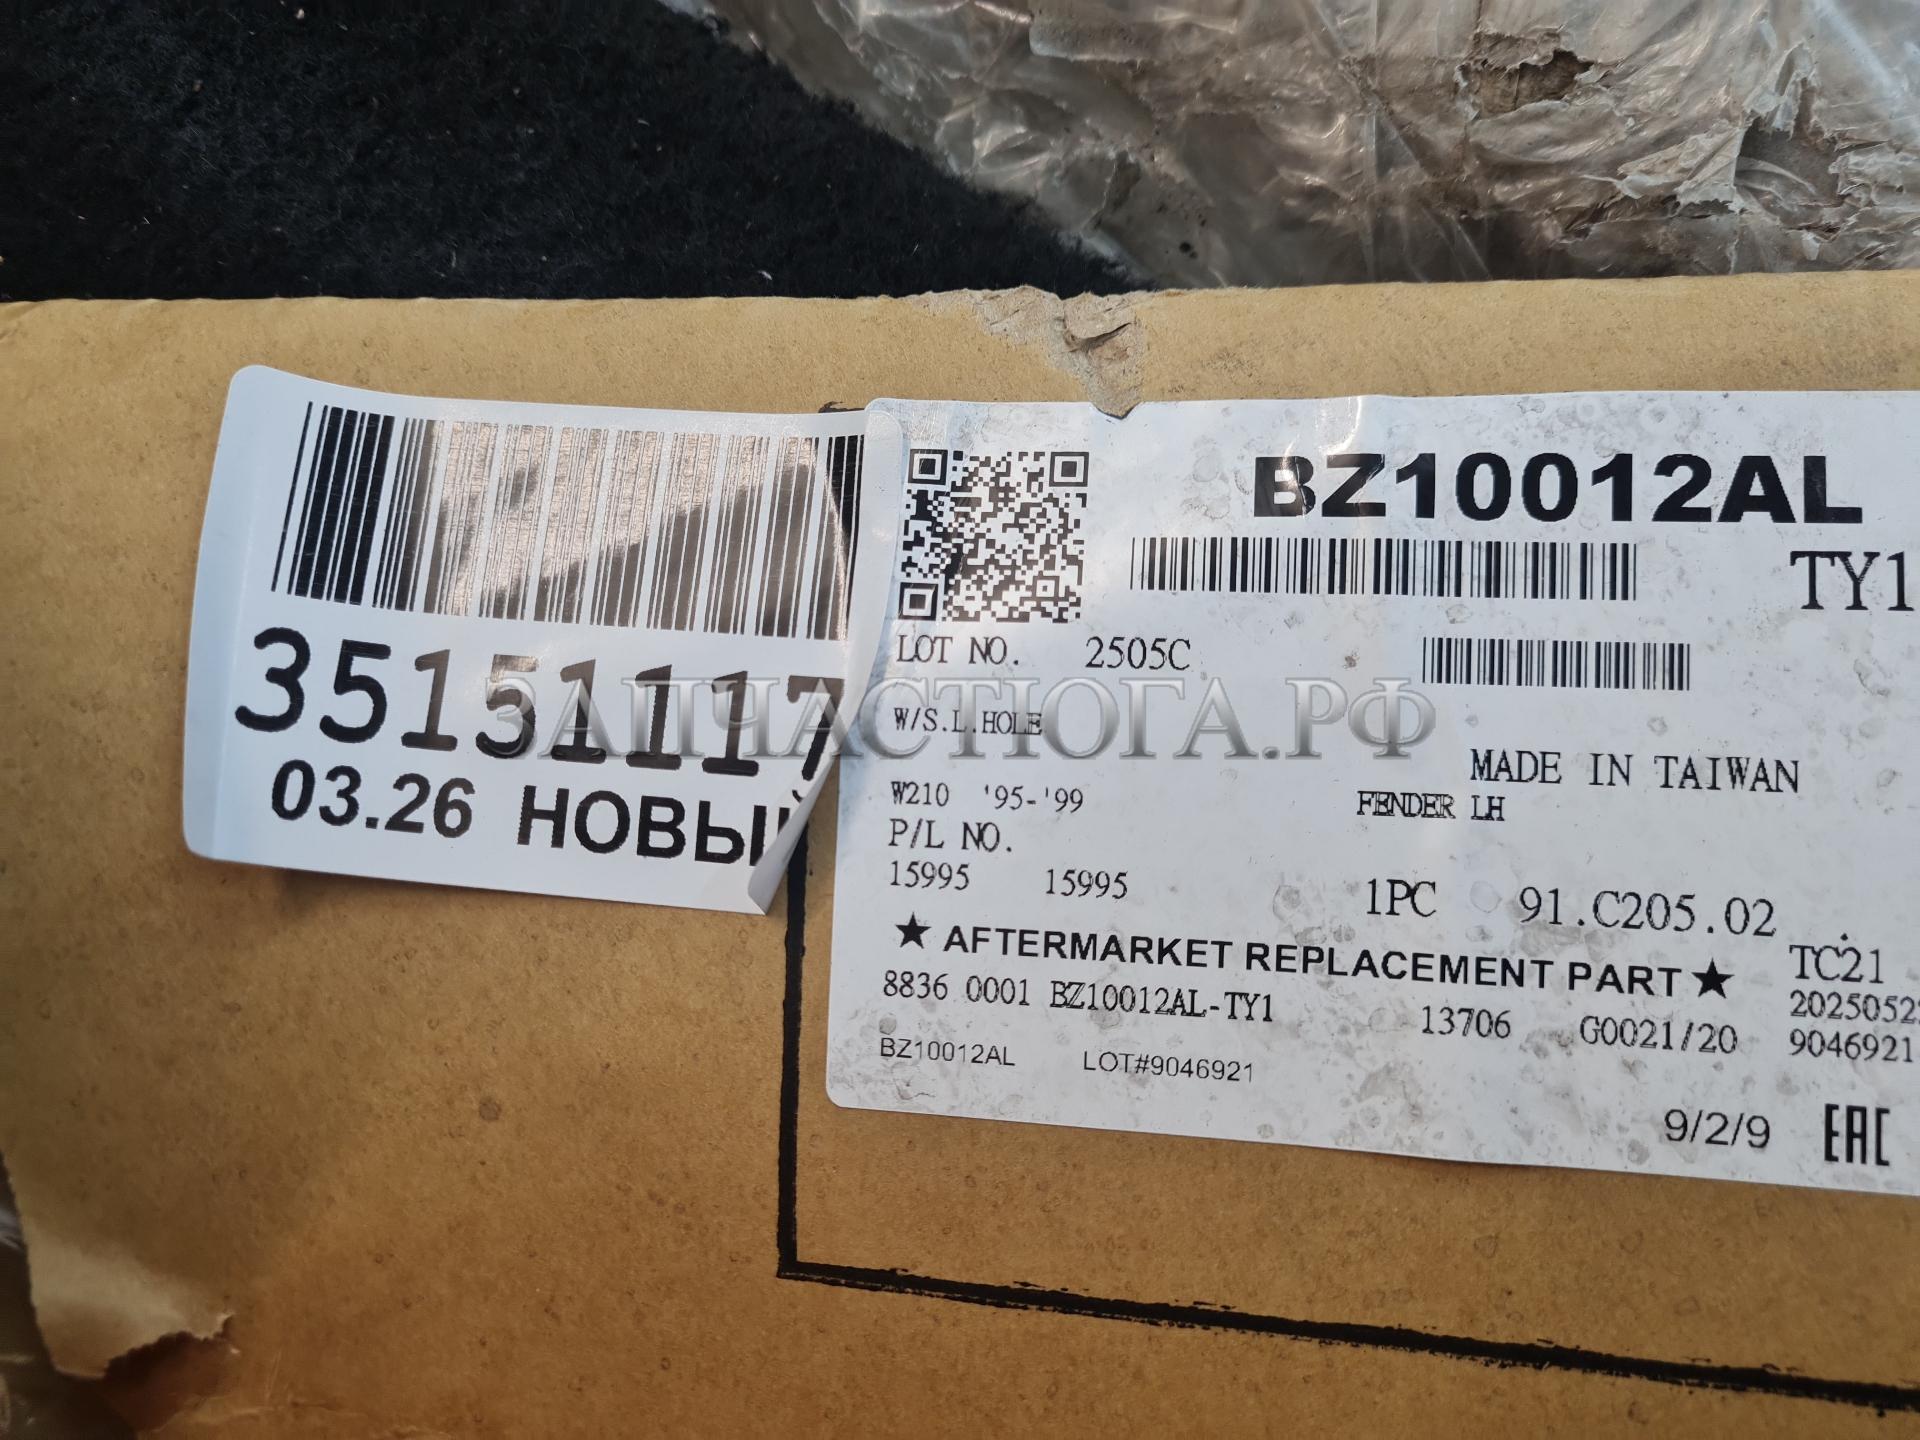 35151117
03.26 НОВЫЙ
BZ10012AL
TY1
LOT NO. 2505C
W/S.L.HOLE
ЗАПЧАСТЮГА.РФ
MADE IN TAIWAN
W210 '95-'99 FENDER LH
P/L NO.
15995 15995 1PC 91.C205.02
★ AFTERMARKET REPLACEMENT PART ★ TC21
8836 0001 BZ10012AL-TY1 13706 G0021/20
9046921
BZ10012AL LOT#9046921
9/2/9 EAC